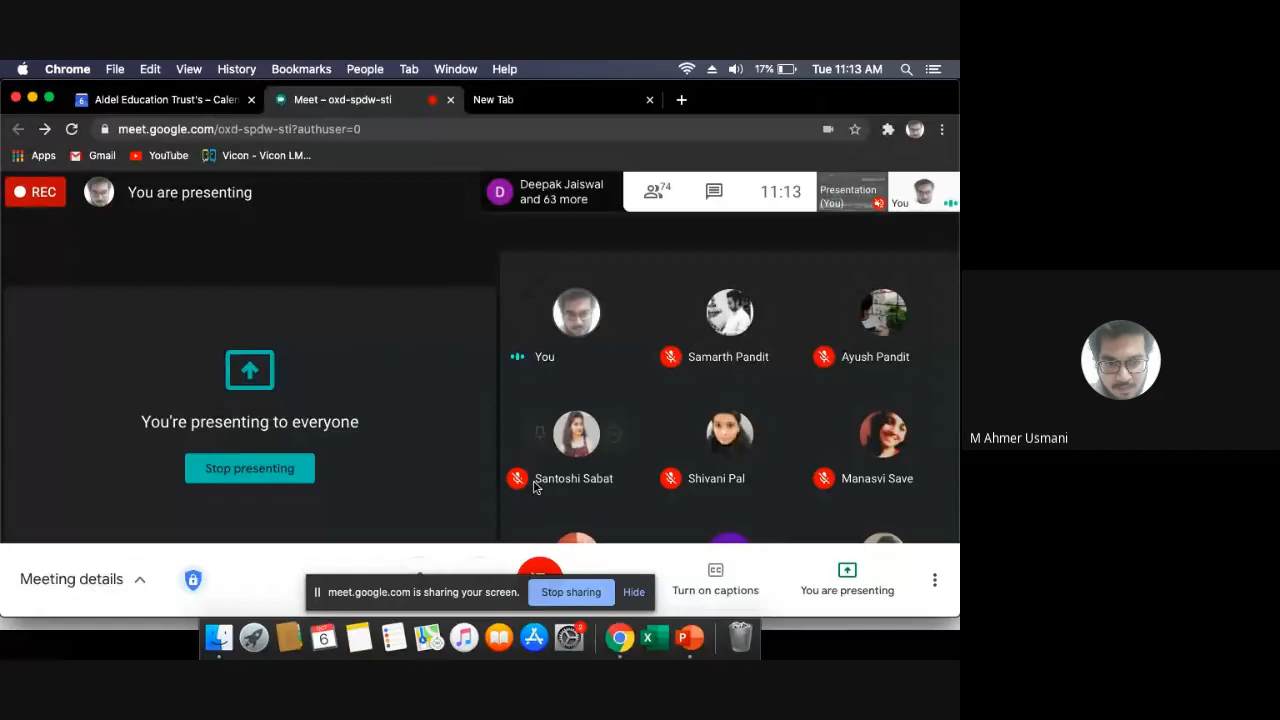 Chrome File Edit View History Bookmarks People Tab Window Help 17% Tue 11:13 AM
Aldel Education Trust's – Calen
Meet – oxd-spdw-sti
New Tab
meet.google.com/oxd-spdw-sti?authuser=0
Apps Gmail YouTube Vicon - Vicon LM...
REC
You are presenting
D
Deepak Jaiswal
and 63 more
74
11:13
Presentation
(You)
You
You Samarth Pandit Ayush Pandit
You're presenting to everyone
Stop presenting
Santoshi Sabat Shivani Pal Manasvi Save
M Ahmer Usmani
Meeting details
meet.google.com is sharing your screen. Stop sharing Hide
CC
Turn on captions
You are presenting
OCT
6
2
X
P